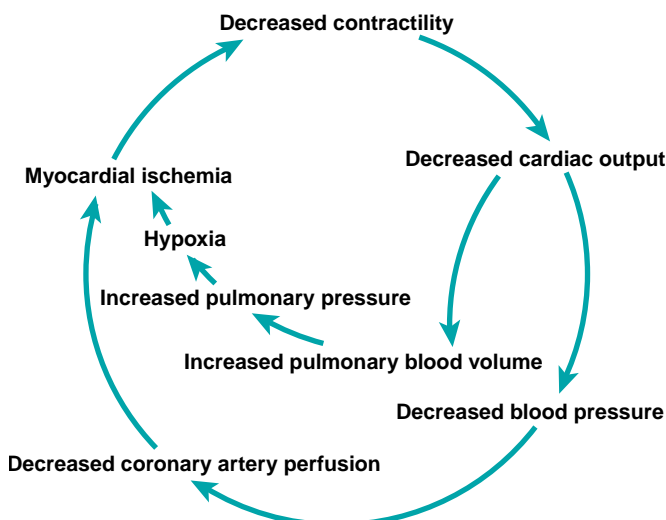 Decreased contractility
Decreased cardiac output
Myocardial ischemia
Hypoxia
Increased pulmonary pressure
Increased pulmonary blood volume
Decreased blood pressure
Decreased coronary artery perfusion